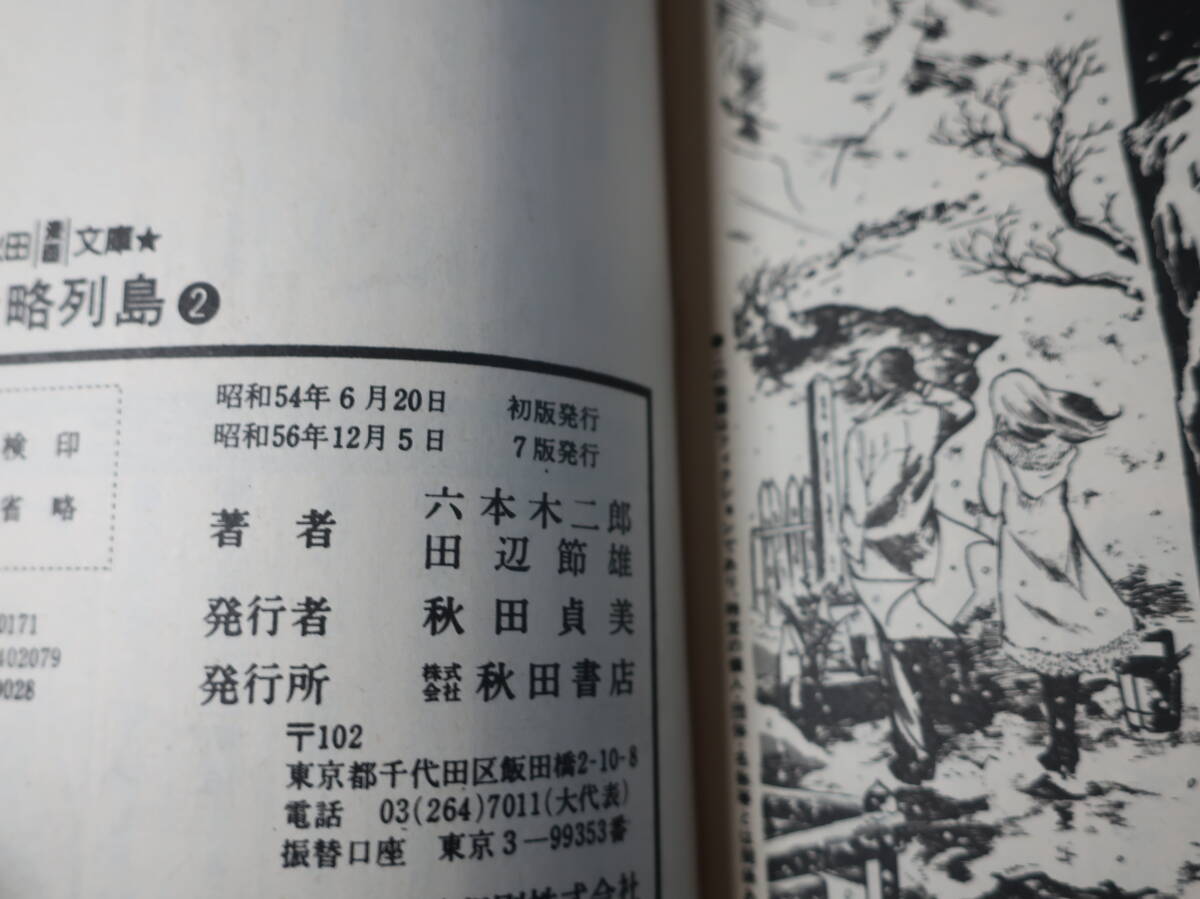 田漫画文庫★
略列島❷
検印
省略
0171
402079
9028
昭和54年6月20日 初版発行
昭和56年12月5日 7版発行
著者 六本木二郎
田辺節雄
発行者 秋田貞美
発行所 株式会社 秋田書店
〒102
東京都千代田区飯田橋2-10-8
電話 03(264)7011(大代表)
振替口座 東京3-99353番
株式会社